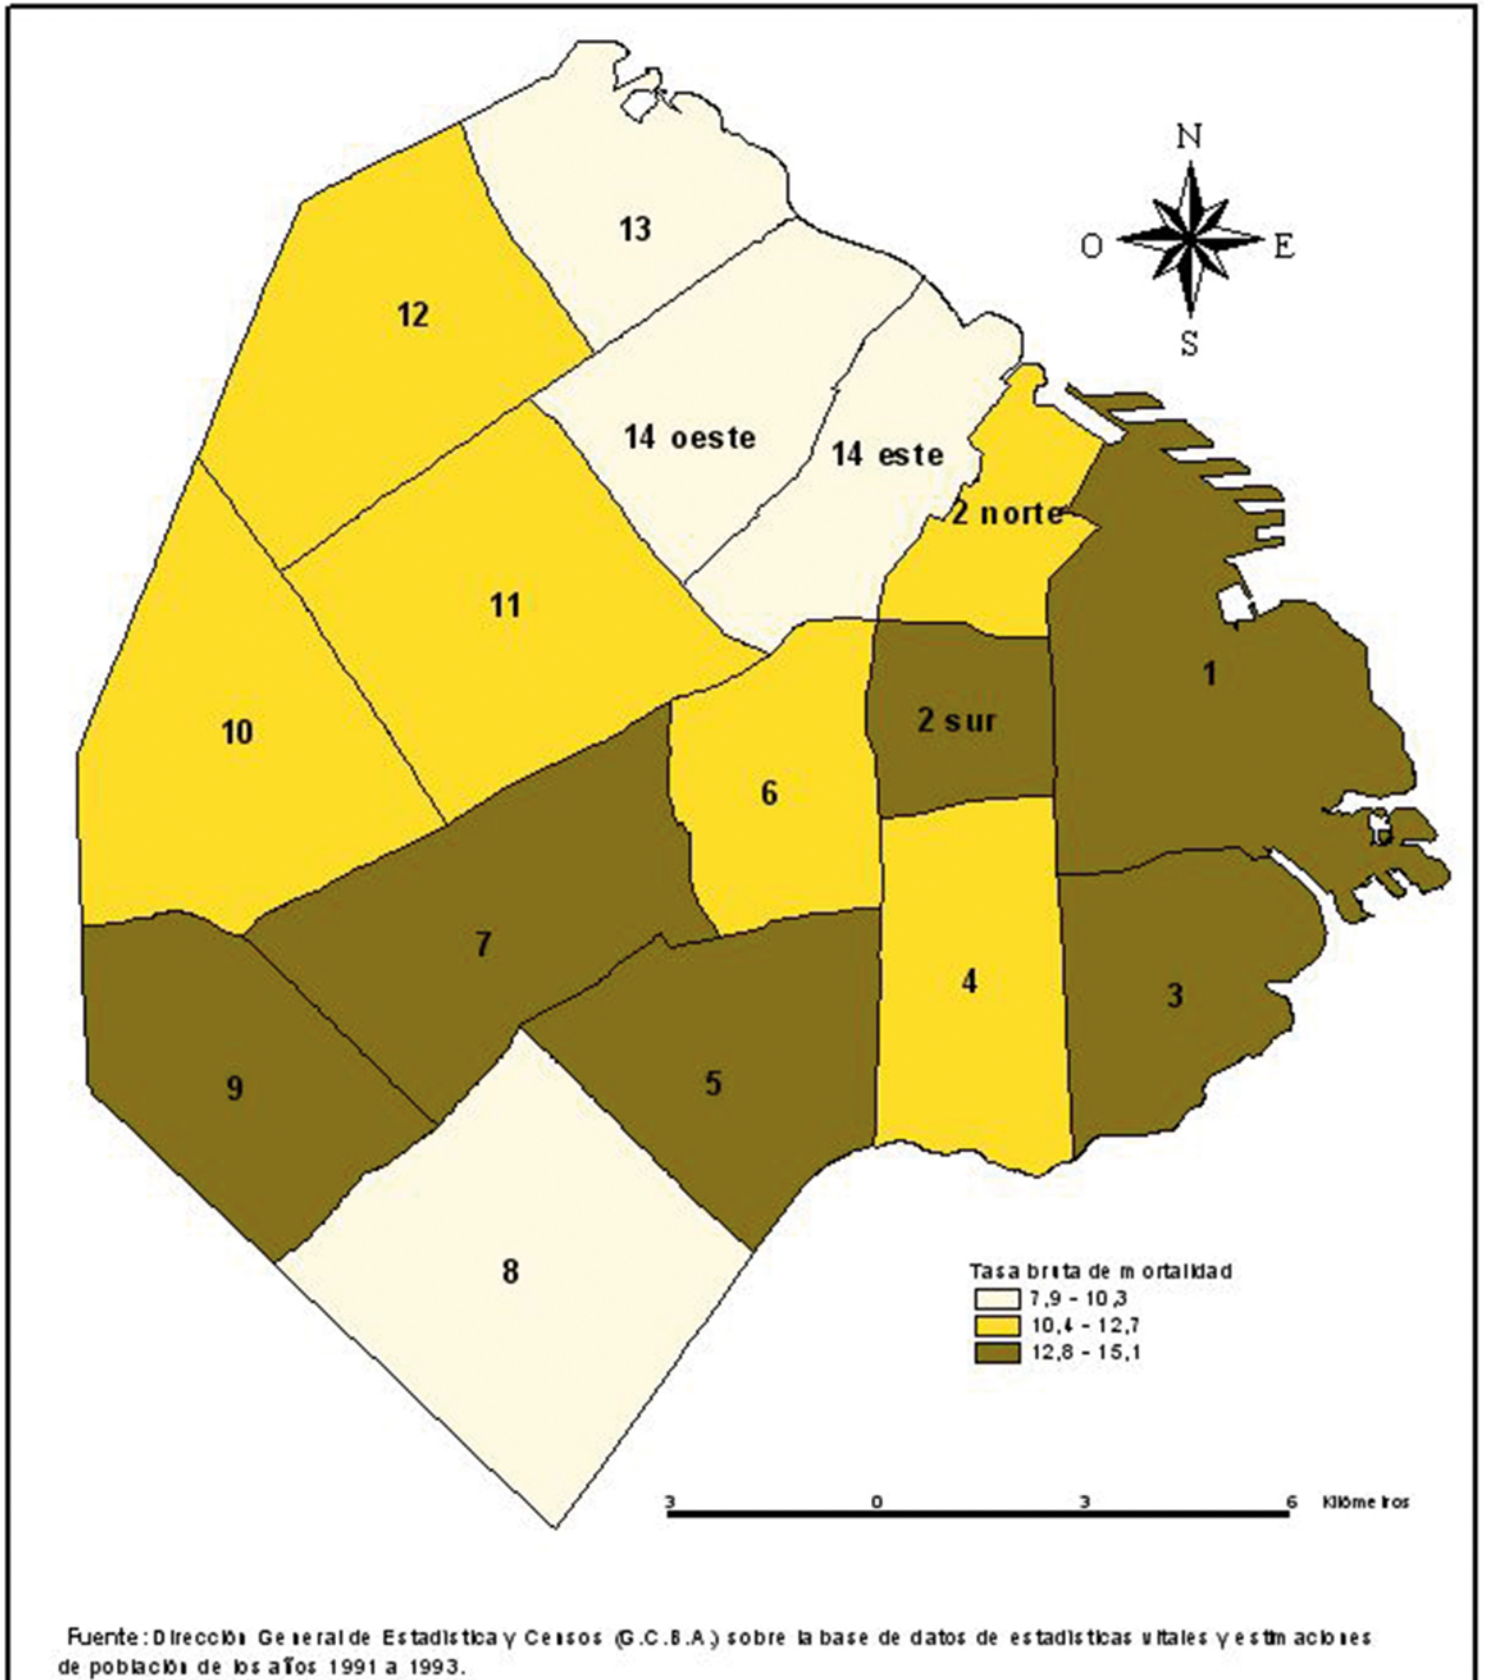 N
O
E
S
13
12
14 oeste
14 este
2 norte
11
1
10
2 sur
6
7
4
3
9
5
8
Tasa bruta de mortalidad
7,9 - 10,3
10,4 - 12,7
12,8 - 15,1
3 0 3 6 Kilómetros
Fuente: Dirección General de Estadística y Censos (G.C.B.A.) sobre la base de datos de estadísticas vitales y estimaciones
de población de los años 1991 a 1993.